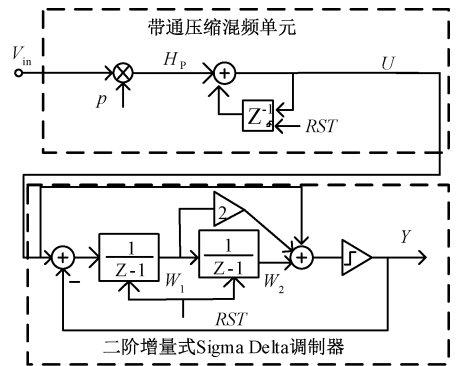 带通压缩混频单元
V_in
H_P
U
p
Z^-1
RST
2
1
Z-1
1
Z-1
W_1
W_2
Y
−
RST
二阶增量式Sigma Delta调制器